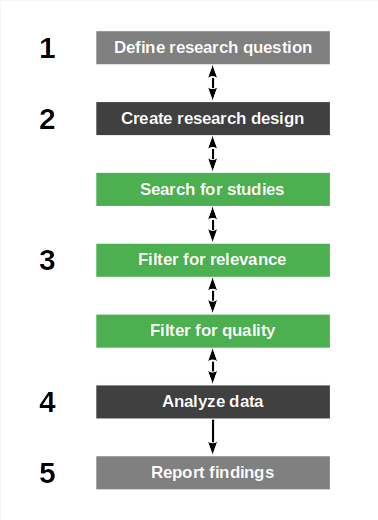 1 Define research question
2 Create research design
Search for studies
3 Filter for relevance
Filter for quality
4 Analyze data
5 Report findings